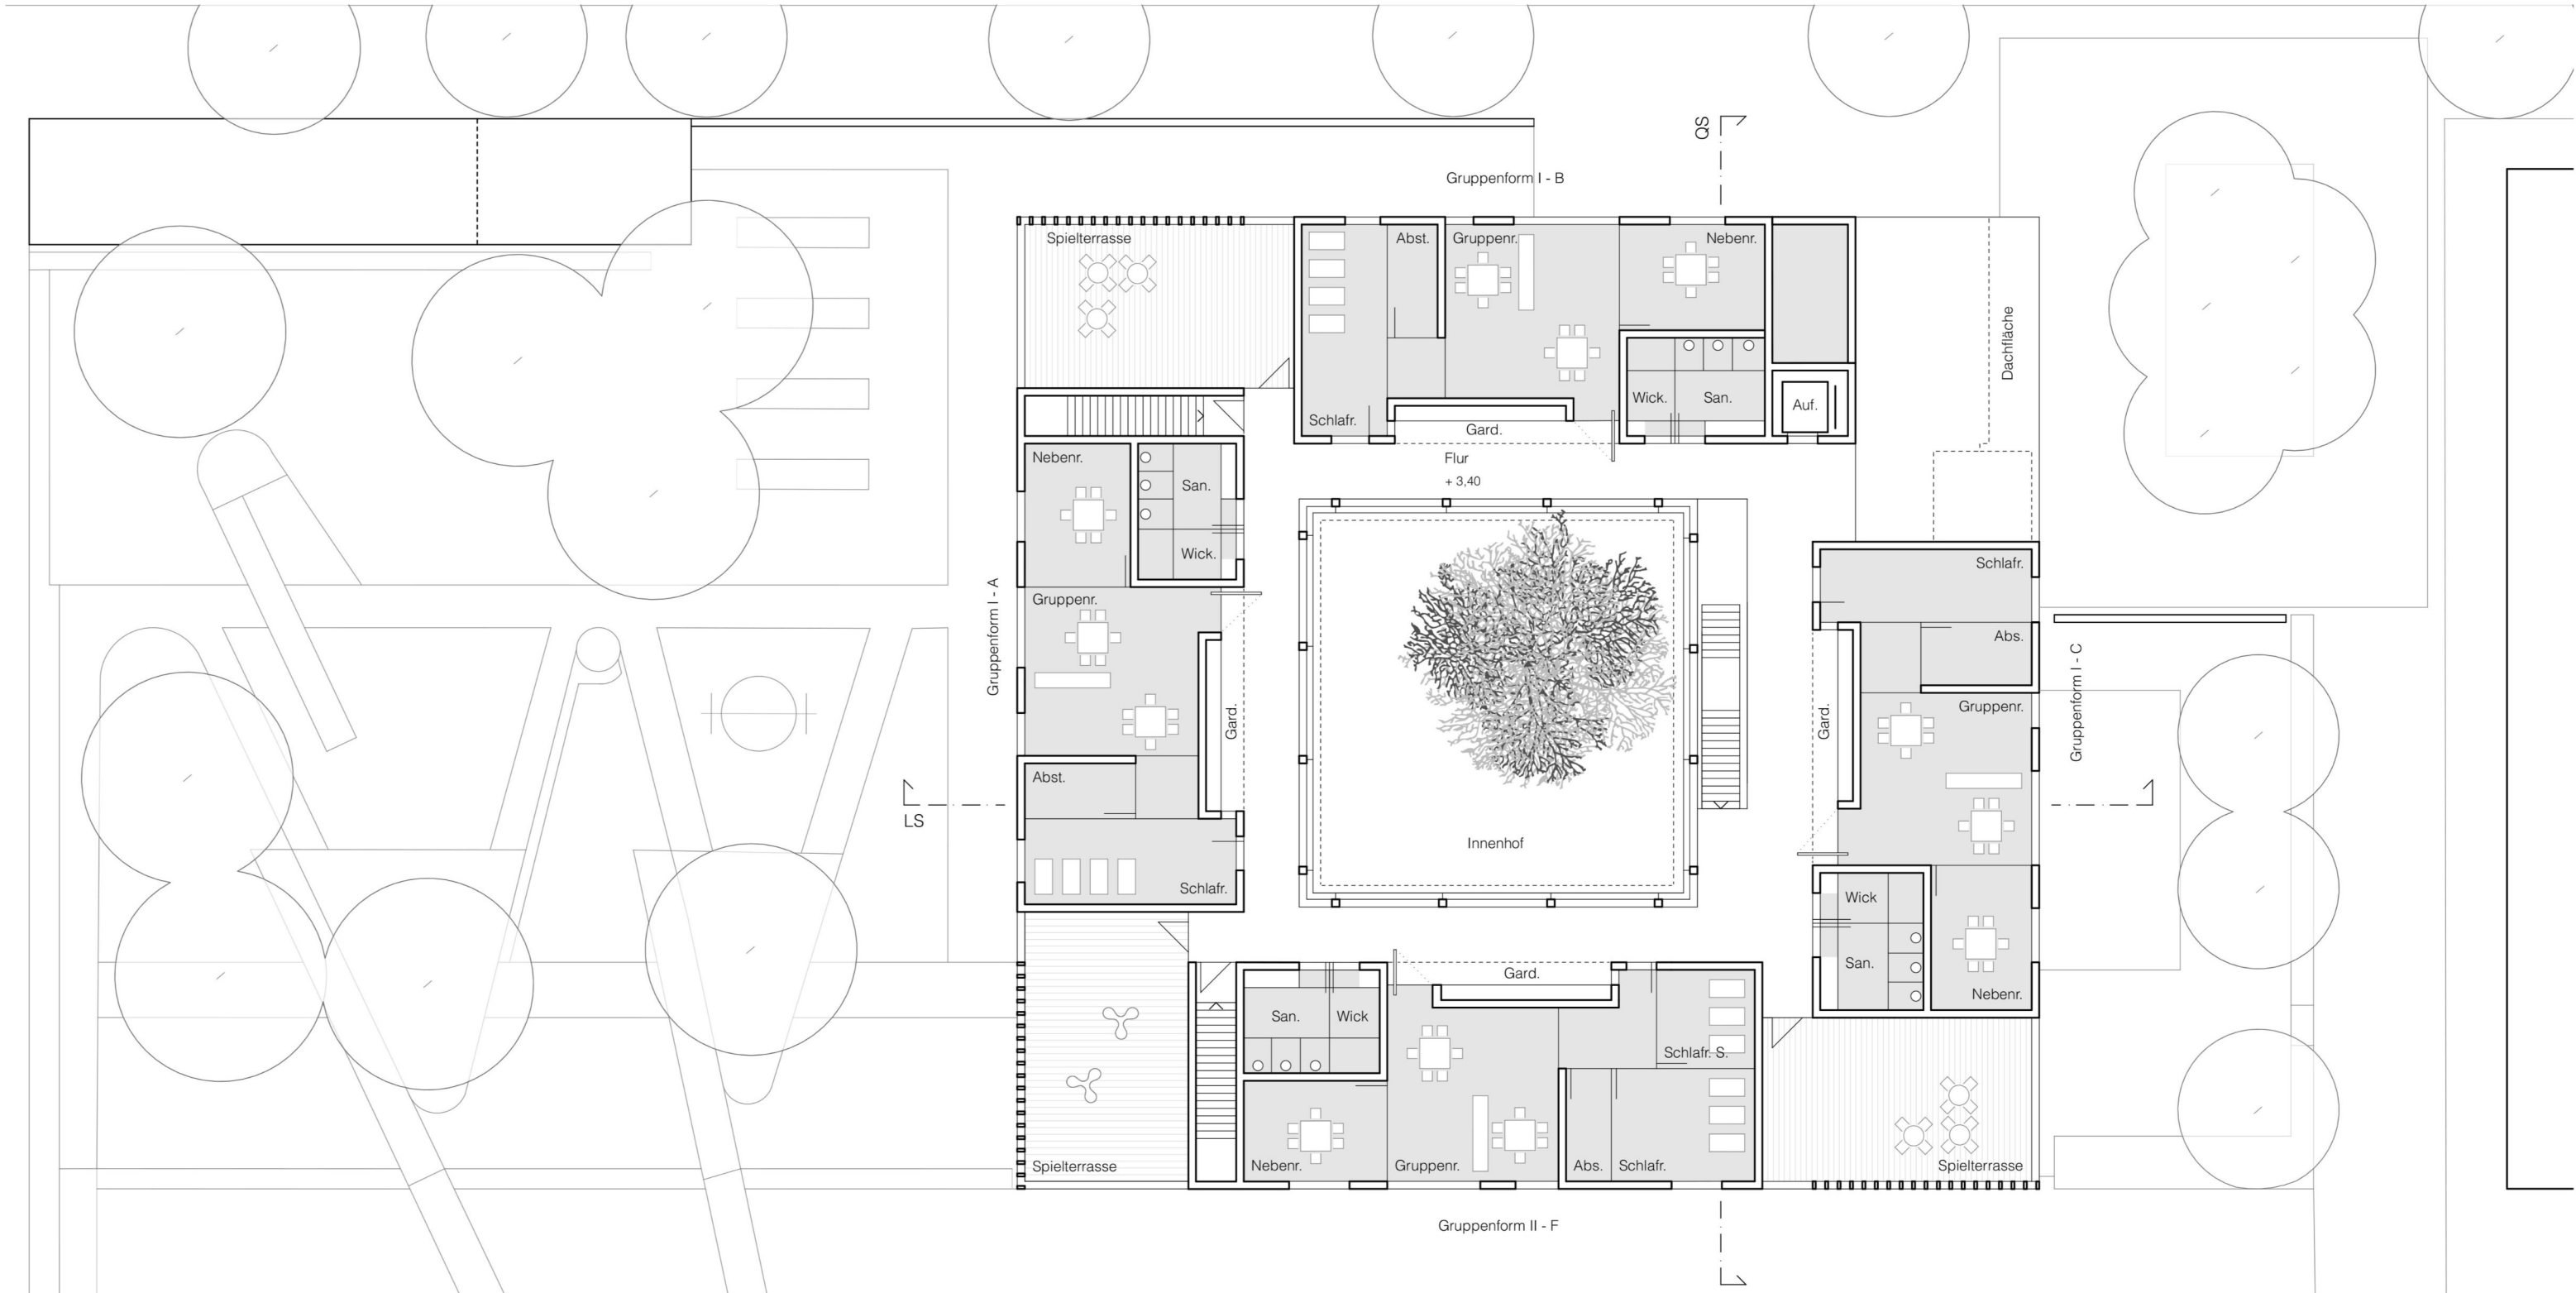 QS
Gruppenform I - B
Spielterrasse
Abst.
Gruppenr.
Nebenr.
Dachfläche
Schlafr.
Wick.
San.
Auf.
Gard.
Flur
+ 3,40
Nebenr.
San.
Wick.
Gruppenform I - A
Gruppenr.
Gard.
Abst.
LS
Schlafr.
Innenhof
Schlafr.
Abs.
Gruppenr.
Gard.
Gruppenform I - C
Wick
San.
Nebenr.
Gard.
San.
Wick
Schlafr. S.
Spielterrasse
Nebenr.
Gruppenr.
Abs.
Schlafr.
Spielterrasse
Gruppenform II - F